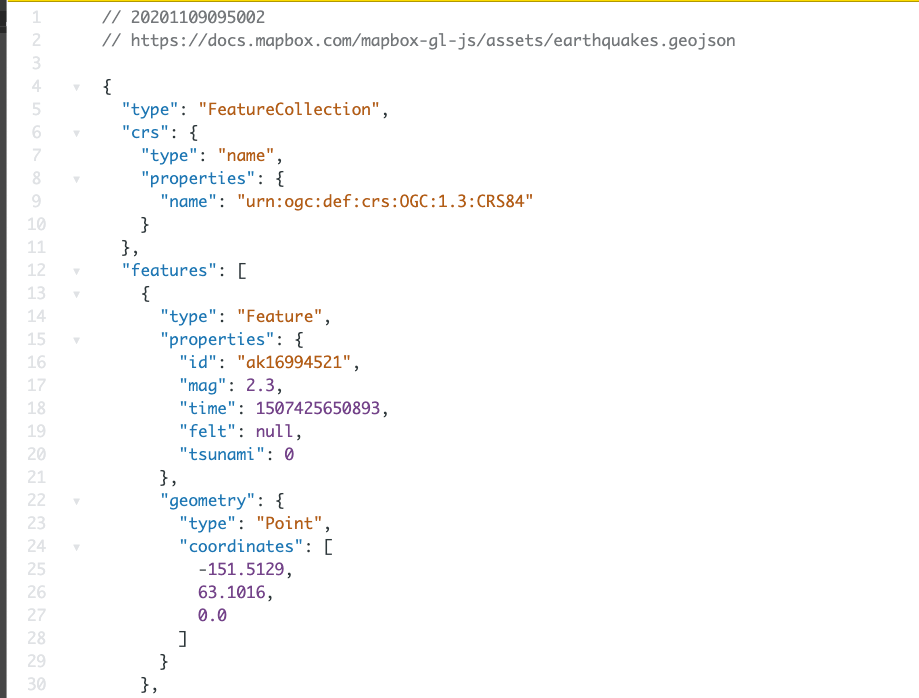 1 // 20201109095002
2 // https://docs.mapbox.com/mapbox-gl-js/assets/earthquakes.geojson
3
4 {
5 "type": "FeatureCollection",
6 "crs": {
7 "type": "name",
8 "properties": {
9 "name": "urn:ogc:def:crs:OGC:1.3:CRS84"
10 }
11 },
12 "features": [
13 {
14 "type": "Feature",
15 "properties": {
16 "id": "ak16994521",
17 "mag": 2.3,
18 "time": 1507425650893,
19 "felt": null,
20 "tsunami": 0
21 },
22 "geometry": {
23 "type": "Point",
24 "coordinates": [
25 -151.5129,
26 63.1016,
27 0.0
28 ]
29 }
30 },